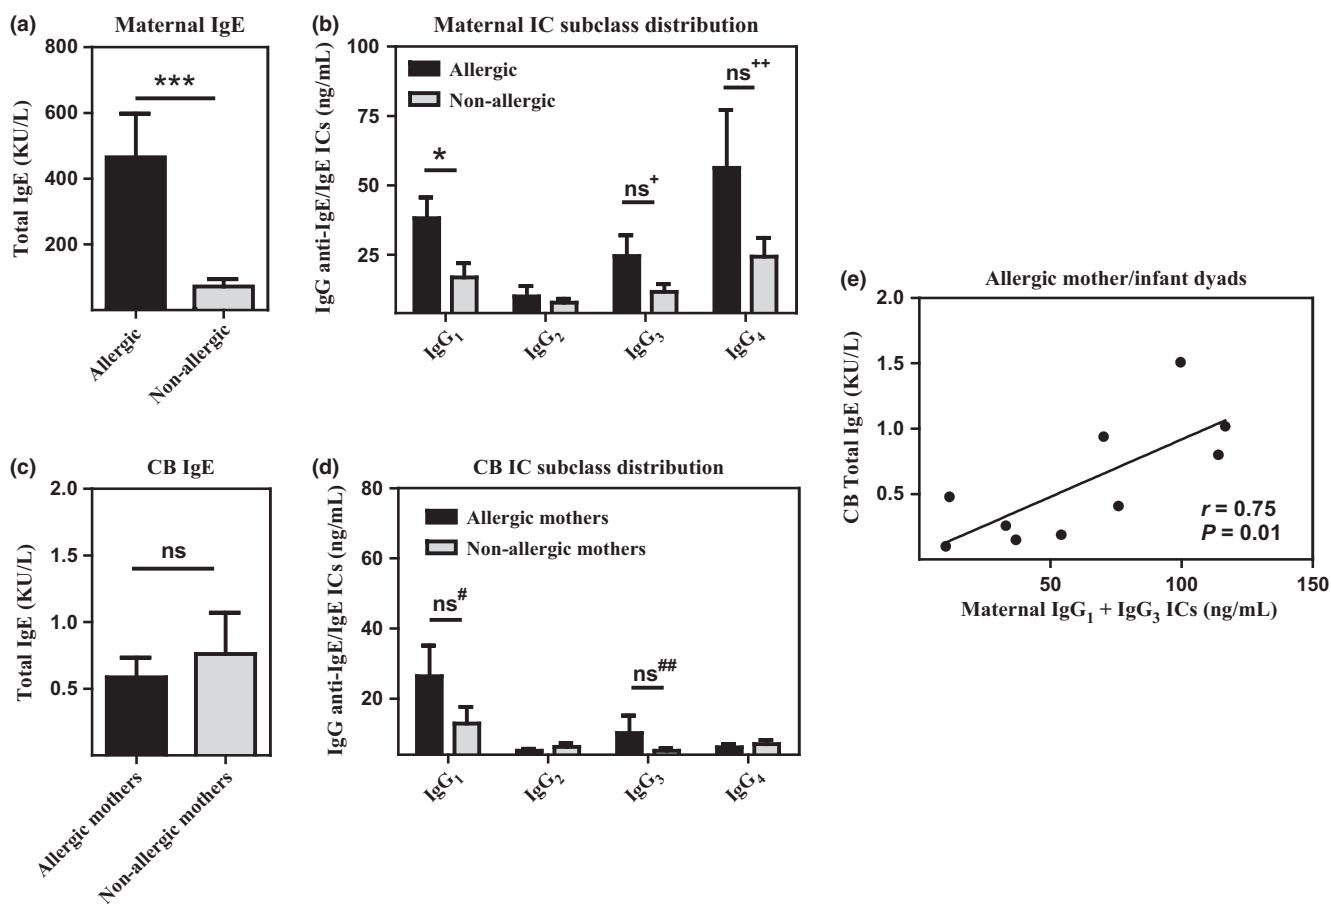 (a) Maternal IgE
Total IgE (KU/L)
800
600
400
200
***
Allergic
Non-allergic
(b) Maternal IC subclass distribution
IgG anti-IgE/IgE ICs (ng/mL)
100
75
50
25
Allergic
Non-allergic
*
ns+
ns++
IgG1
IgG2
IgG3
IgG4
(c) CB IgE
Total IgE (KU/L)
2.0
1.5
1.0
0.5
ns
Allergic mothers
Non-allergic mothers
(d) CB IC subclass distribution
IgG anti-IgE/IgE ICs (ng/mL)
80
60
40
20
Allergic mothers
Non-allergic mothers
ns#
ns##
IgG1
IgG2
IgG3
IgG4
(e) Allergic mother/infant dyads
CB Total IgE (KU/L)
2.0
1.5
1.0
0.5
r = 0.75
P = 0.01
50 100 150
Maternal IgG1 + IgG3 ICs (ng/mL)